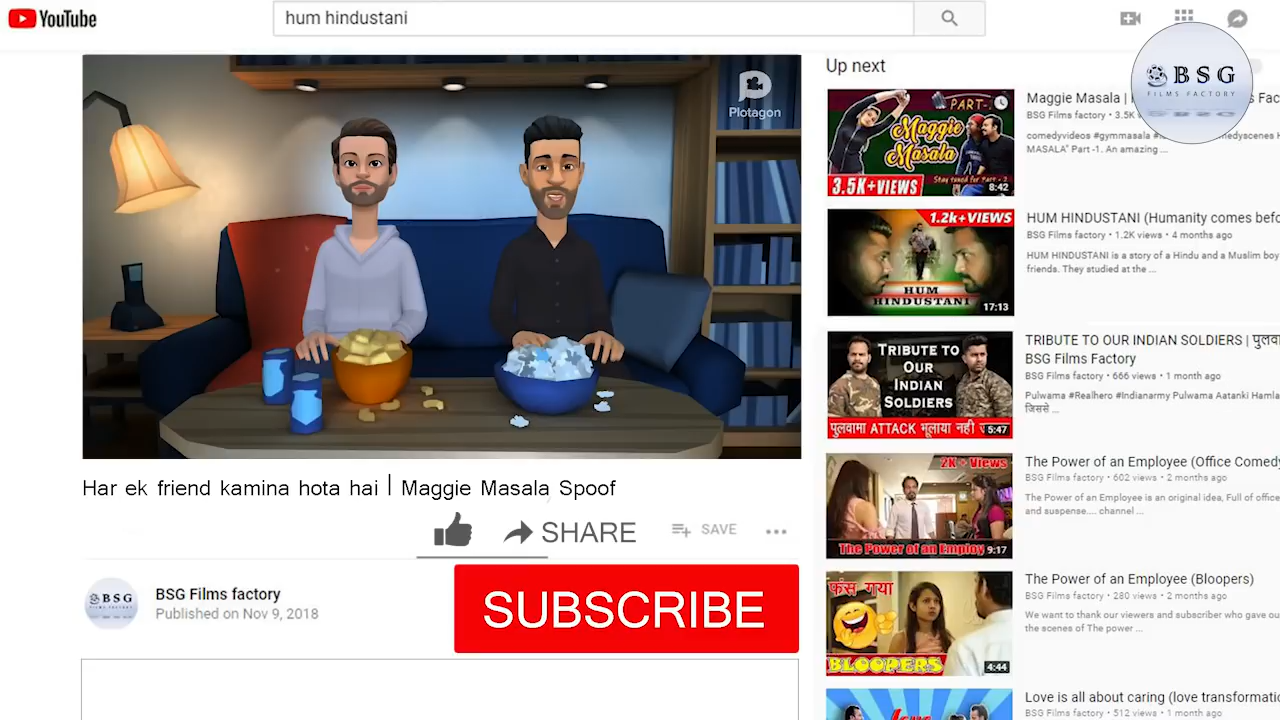 YouTube
hum hindustani
Plotagon
Har ek friend kamina hota hai | Maggie Masala Spoof
SHARE
SAVE
BSG
BSG Films factory
Published on Nov 9, 2018
SUBSCRIBE
Up next
BSG
FILMS FACTORY
PART-
Maggie
Masala
3.5K+VIEWS
8:42
Maggie Masala |
BSG Films factory • 3.5K
comedyvideos #gymmasala
MASALA" Part -1. An amazing ...
1.2k+VIEWS
HUM
HINDUSTANI
17:13
HUM HINDUSTANI (Humanity comes befo
BSG Films factory • 1.2K views • 4 months ago
HUM HINDUSTANI is a story of a Hindu and a Muslim boy
friends. They studied at the ...
TRIBUTE TO
OUR
INDIAN
SOLDIERS
पुलवामा ATTACK भूलाया नही
5:47
TRIBUTE TO OUR INDIAN SOLDIERS |
BSG Films Factory
BSG Films factory • 666 views • 1 month ago
Pulwama #Realhero #Indianarmy Pulwama Aatanki Hamla
जिससे ...
2K+Views
The Power of an Employ
9:17
The Power of an Employee (Office Comedy
BSG Films factory • 602 views • 2 months ago
The Power of an Employee is an original idea, Full of office
and suspense.... channel ...
फंस गया
BLOOPERS
4:44
The Power of an Employee (Bloopers)
BSG Films factory • 280 views • 2 months ago
We want to thank our viewers and subscriber who gave ou
the scenes of The power ...
Love is all about caring (love transformatio
BSG Films factory • 512 views • 1 month ago